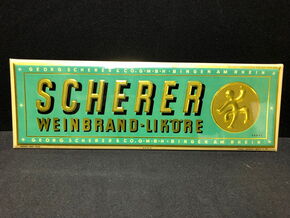 GEORG SCHERER & CO. G·M·B·H · BINGEN AM RHEIN
SCHERER
WEINBRAND-LIKÖRE
GEORG SCHERER & CO. G·M·B·H · BINGEN AM RHEIN